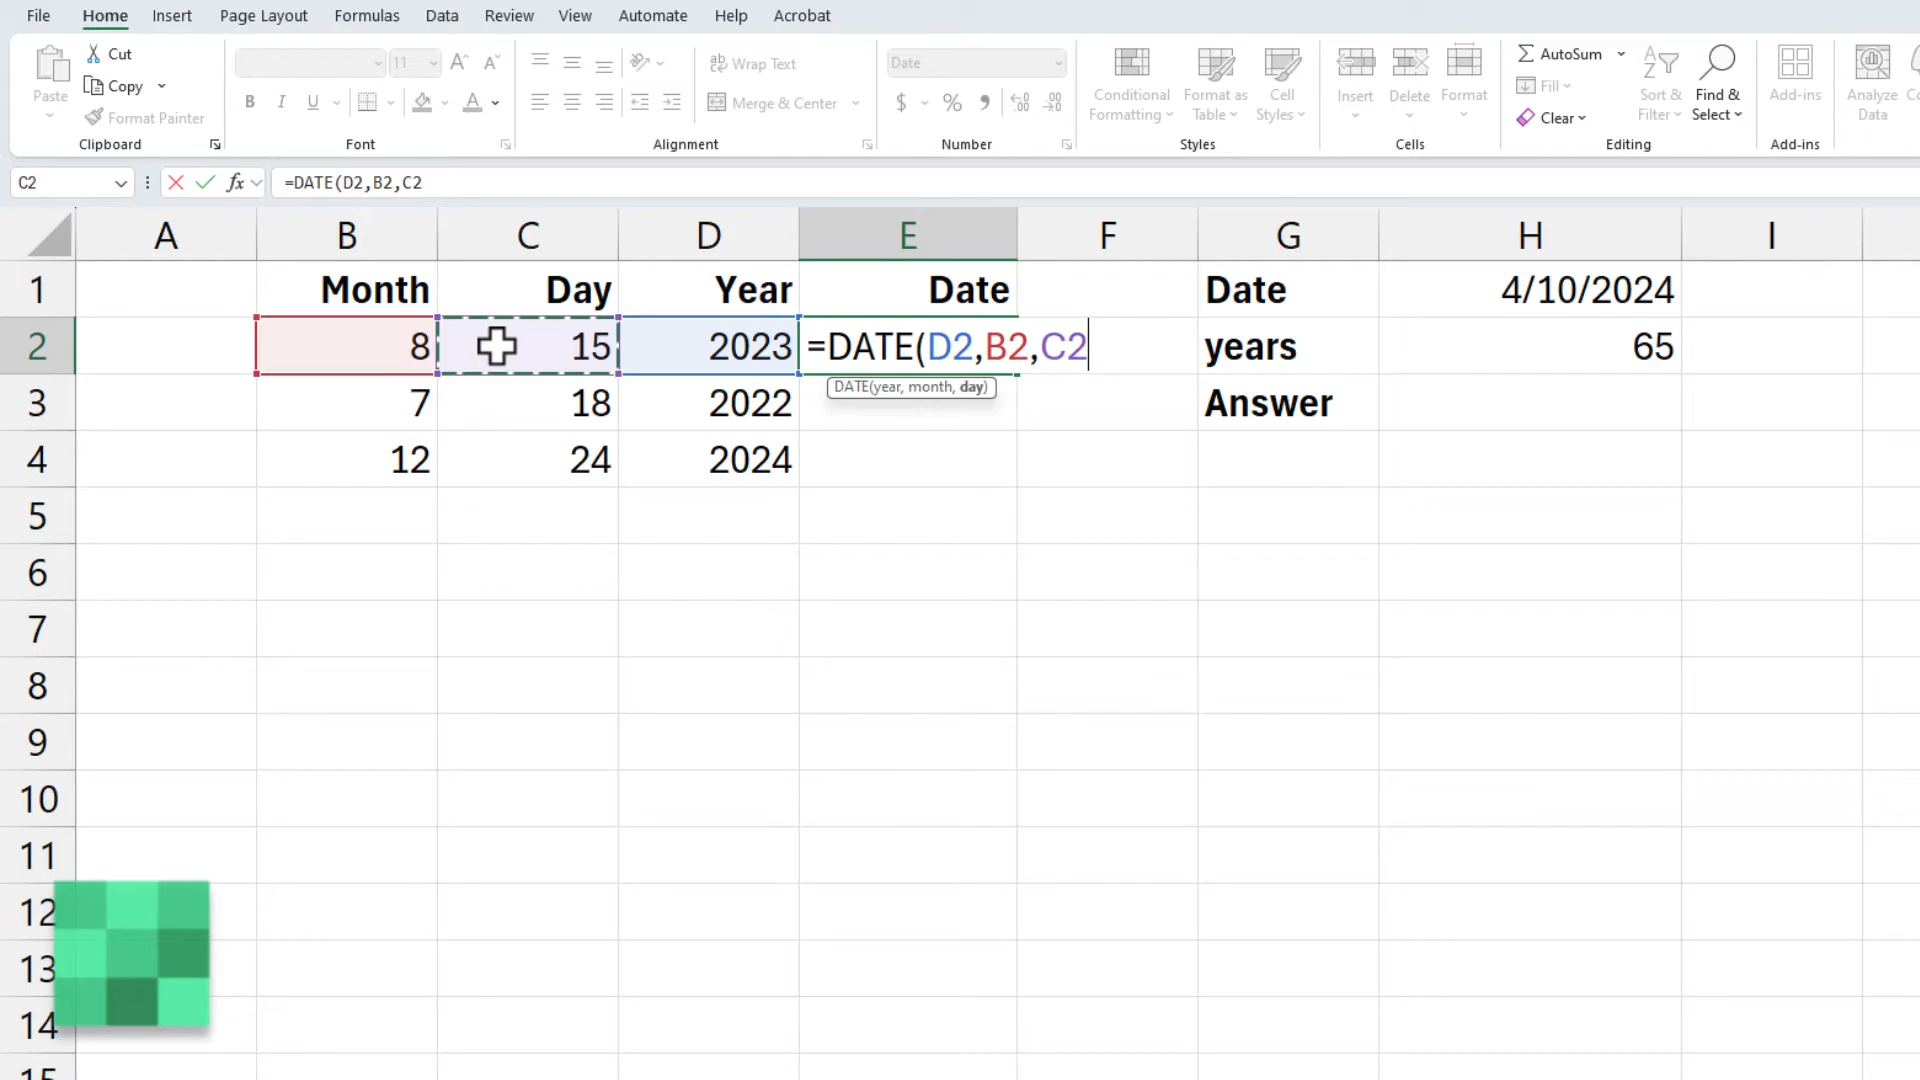 File Home Insert Page Layout Formulas Data Review View Automate Help Acrobat
Paste
Cut
Copy
Format Painter
Clipboard
11
B I U
Font
Wrap Text
Merge & Center
Alignment
Date
$ %
Number
Conditional Formatting
Format as Table
Cell Styles
Styles
Insert
Delete
Format
Cells
AutoSum
Fill
Clear
Sort & Filter
Find & Select
Editing
Add-ins
Add-ins
Analyze Data
C2 fx =DATE(D2,B2,C2
A B C D E F G H I
1 Month Day Year Date Date 4/10/2024
2 8 15 2023 =DATE(D2,B2,C2 years 65
DATE(year, month, day)
3 7 18 2022 Answer
4 12 24 2024
5
6
7
8
9
10
11
12
13
14
15